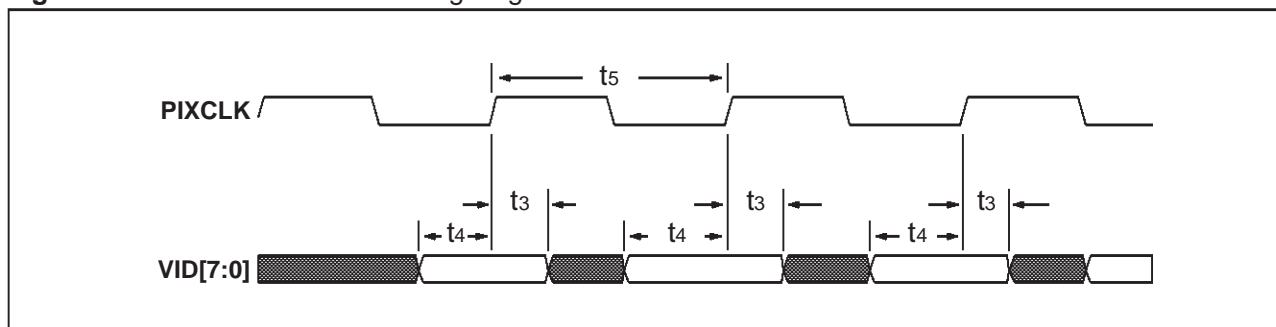 t5
PIXCLK
t3 t3 t3
t4 t4 t4
VID[7:0]